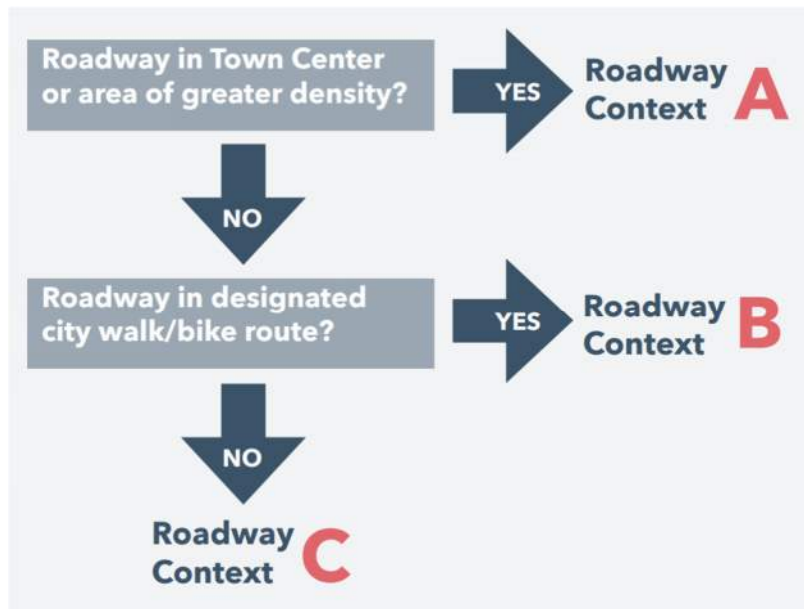 Roadway in Town Center
or area of greater density?
YES
Roadway
Context
A
NO
Roadway in designated
city walk/bike route?
YES
Roadway
Context
B
NO
Roadway
Context
C